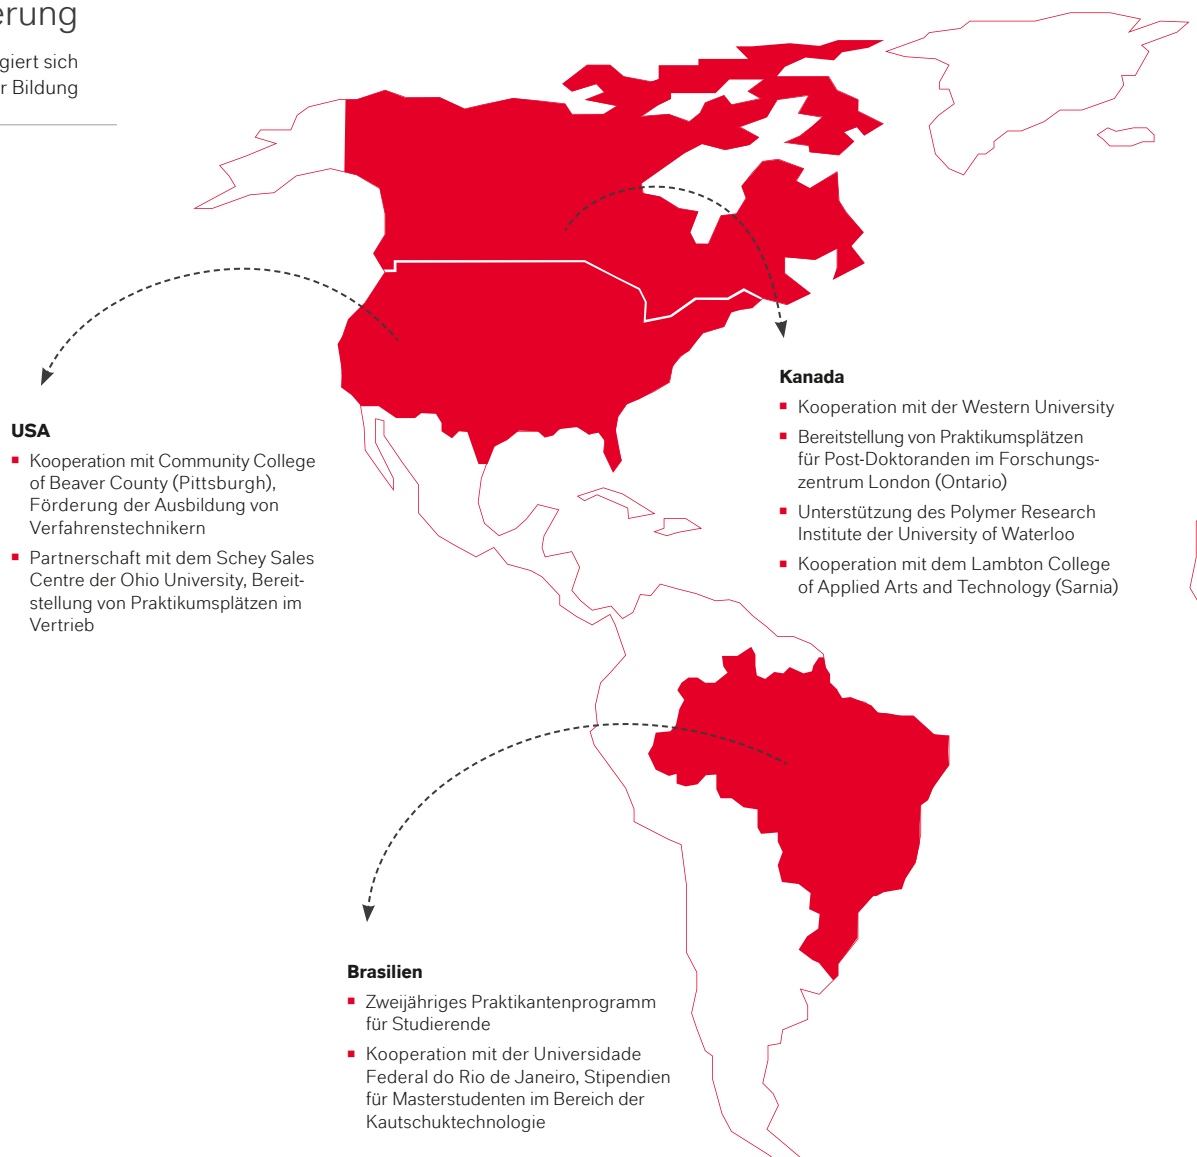 erung
giert sich
r Bildung
USA
Kooperation mit Community College
of Beaver County (Pittsburgh),
Förderung der Ausbildung von
Verfahrenstechnikern
Partnerschaft mit dem Schey Sales
Centre der Ohio University, Bereit-
stellung von Praktikumsplätzen im
Vertrieb
Kanada
Kooperation mit der Western University
Bereitstellung von Praktikumsplätzen
für Post-Doktoranden im Forschungs-
zentrum London (Ontario)
Unterstützung des Polymer Research
Institute der University of Waterloo
Kooperation mit dem Lambton College
of Applied Arts and Technology (Sarnia)
Brasilien
Zweijähriges Praktikantenprogramm
für Studierende
Kooperation mit der Universidade
Federal do Rio de Janeiro, Stipendien
für Masterstudenten im Bereich der
Kautschuktechnologie